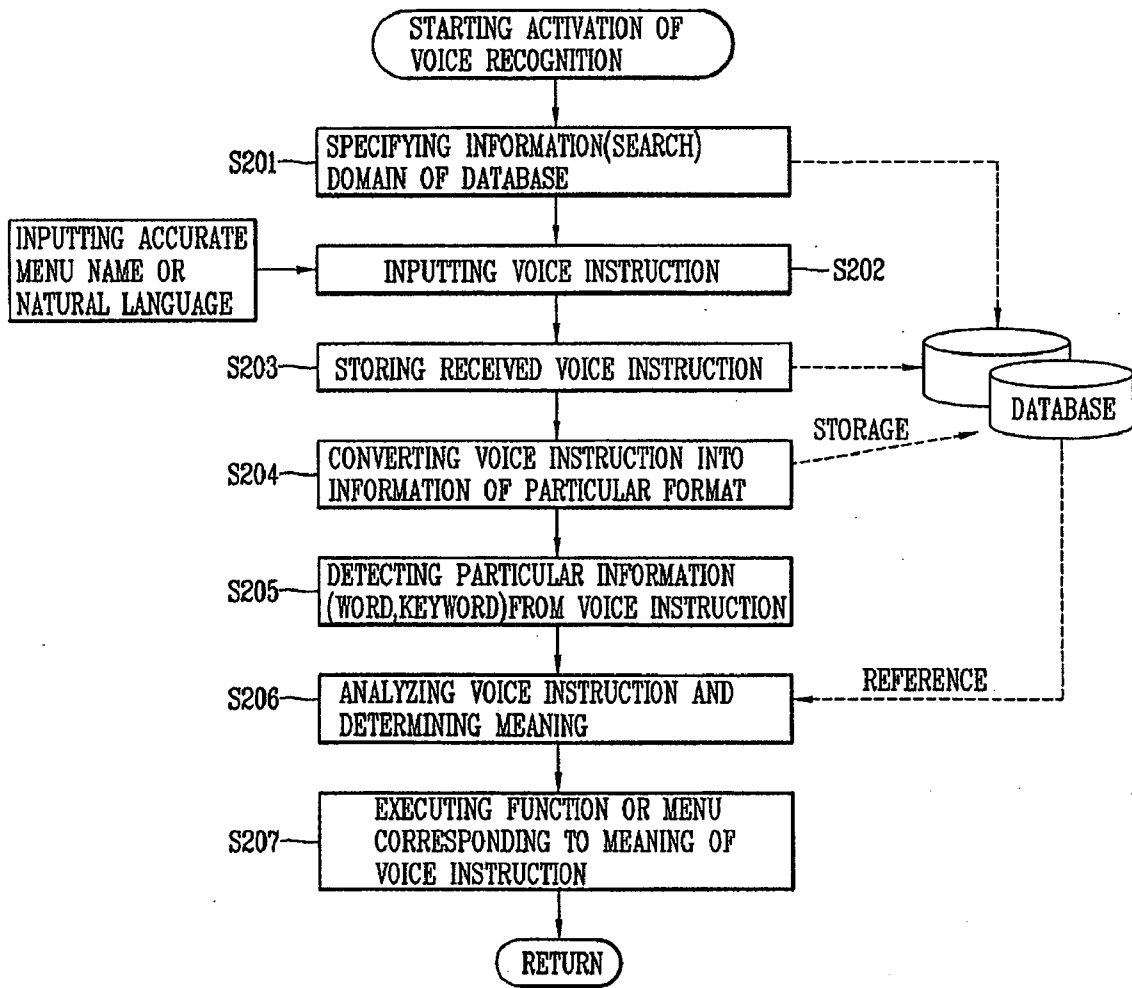 STARTING ACTIVATION OF
VOICE RECOGNITION
S201
SPECIFYING INFORMATION(SEARCH)
DOMAIN OF DATABASE
INPUTTING ACCURATE
MENU NAME OR
NATURAL LANGUAGE
INPUTTING VOICE INSTRUCTION
S202
S203
STORING RECEIVED VOICE INSTRUCTION
DATABASE
STORAGE
S204
CONVERTING VOICE INSTRUCTION INTO
INFORMATION OF PARTICULAR FORMAT
S205
DETECTING PARTICULAR INFORMATION
(WORD,KEYWORD)FROM VOICE INSTRUCTION
S206
ANALYZING VOICE INSTRUCTION AND
DETERMINING MEANING
REFERENCE
S207
EXECUTING FUNCTION OR MENU
CORRESPONDING TO MEANING OF
VOICE INSTRUCTION
RETURN